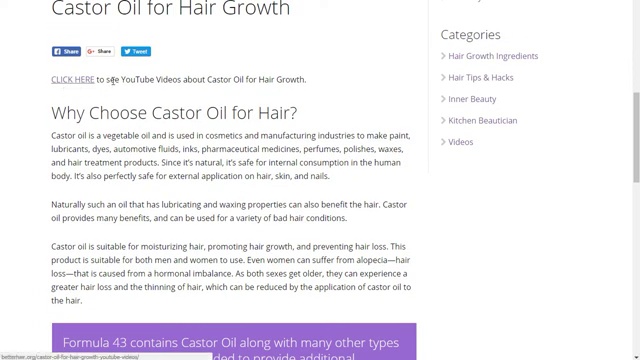 Castor Oil for Hair Growth
Share
Share
Tweet
CLICK HERE to see YouTube Videos about Castor Oil for Hair Growth.
Why Choose Castor Oil for Hair?
Castor oil is a vegetable oil and is used in cosmetics and manufacturing industries to make paint,
lubricants, dyes, automotive fluids, inks, pharmaceutical medicines, perfumes, polishes, waxes,
and hair treatment products. Since it's natural, it's safe for internal consumption in the human
body. It's also perfectly safe for external application on hair, skin, and nails.
Naturally such an oil that has lubricating and waxing properties can also benefit the hair. Castor
oil provides many benefits, and can be used for a variety of bad hair conditions.
Castor oil is suitable for moisturizing hair, promoting hair growth, and preventing hair loss. This
product is suitable for both men and women to use. Even women can suffer from alopecia—hair
loss—that is caused from a hormonal imbalance. As both sexes get older, they can experience a
greater hair loss and the thinning of hair, which can be reduced by the application of castor oil to
the hair.
Formula 43 contains Castor Oil along with many other types
ded to provide additional
Categories
Hair Growth Ingredients
Hair Tips & Hacks
Inner Beauty
Kitchen Beautician
Videos